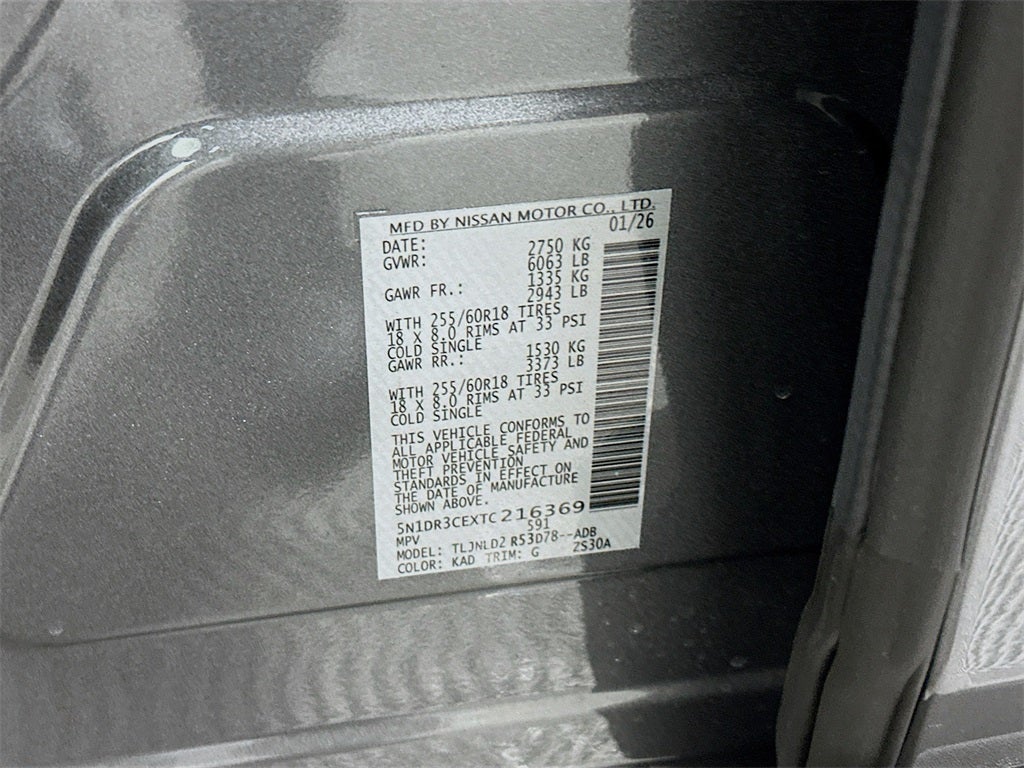 MFD BY NISSAN MOTOR CO., LTD.
DATE: 01/26
GVWR: 2750 KG
6063 LB
GAWR FR.: 1335 KG
2943 LB
WITH 255/60R18 TIRES
18 X 8.0 RIMS AT 33 PSI
COLD SINGLE
GAWR RR.: 1530 KG
3373 LB
WITH 255/60R18 TIRES
18 X 8.0 RIMS AT 33 PSI
COLD SINGLE
THIS VEHICLE CONFORMS TO
ALL APPLICABLE FEDERAL
MOTOR VEHICLE SAFETY AND
THEFT PREVENTION
STANDARDS IN EFFECT ON
THE DATE OF MANUFACTURE
SHOWN ABOVE.
5N1DR3CEXTC216369
MPV 591
MODEL: TLJNLD2 R53D78--ADB
COLOR: KAD TRIM: G ZS30A